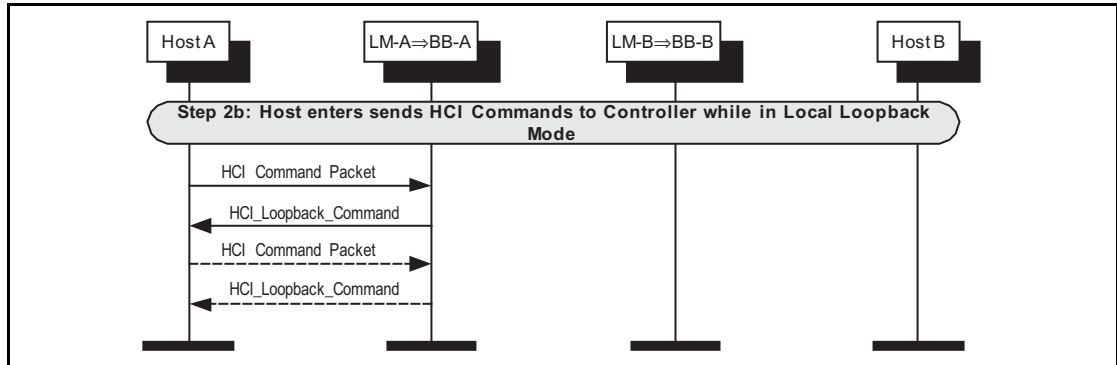 Host A
LM-A⇒BB-A
LM-B⇒BB-B
Host B
Step 2b: Host enters sends HCI Commands to Controller while in Local Loopback
Mode
HCI Command Packet
HCI_Loopback_Command
HCI Command Packet
HCI_Loopback_Command